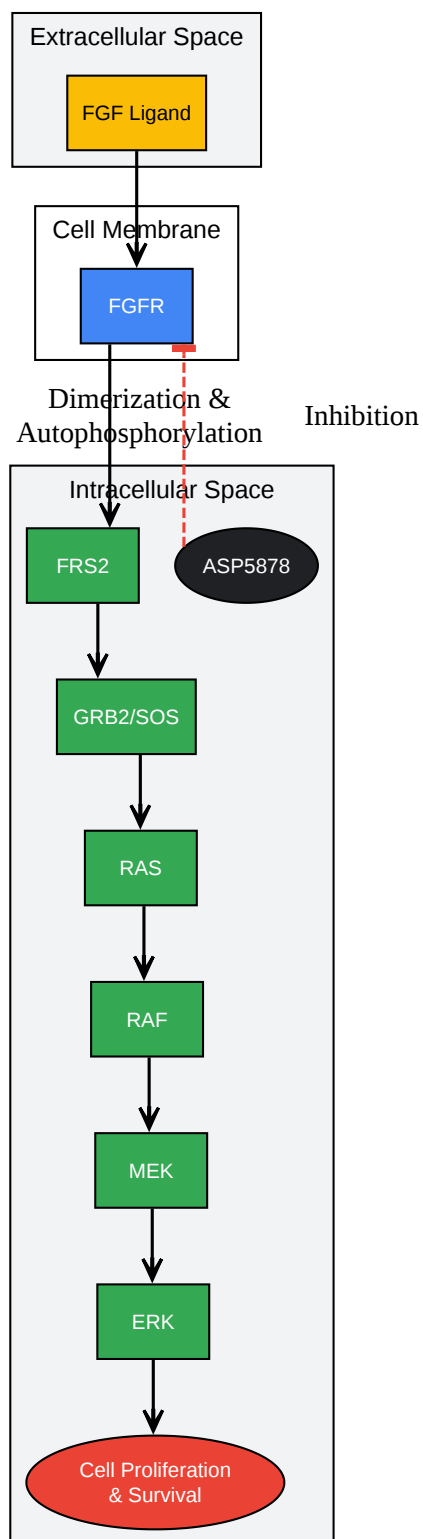 Extracellular Space
FGF Ligand
Cell Membrane
FGFR
Dimerization &
Autophosphorylation
Inhibition
Intracellular Space
FRS2
ASP5878
GRB2/SOS
RAS
RAF
MEK
ERK
Cell Proliferation
& Survival